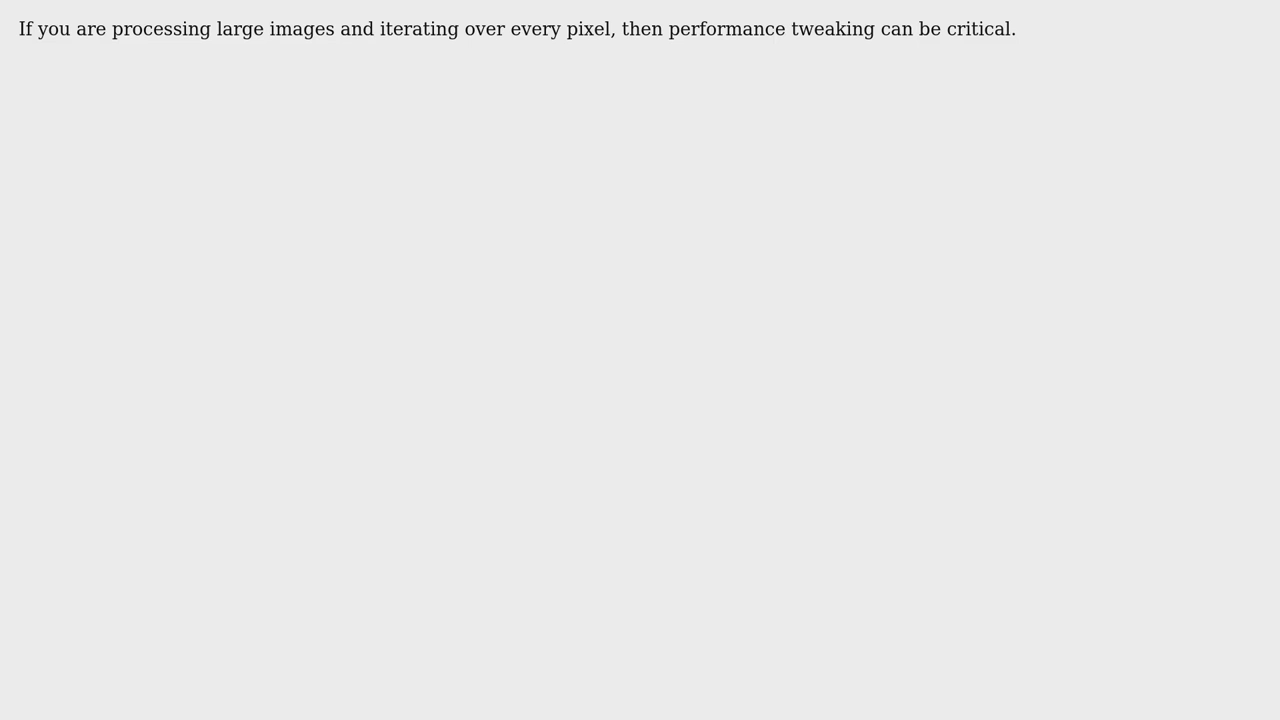 If you are processing large images and iterating over every pixel, then performance tweaking can be critical.